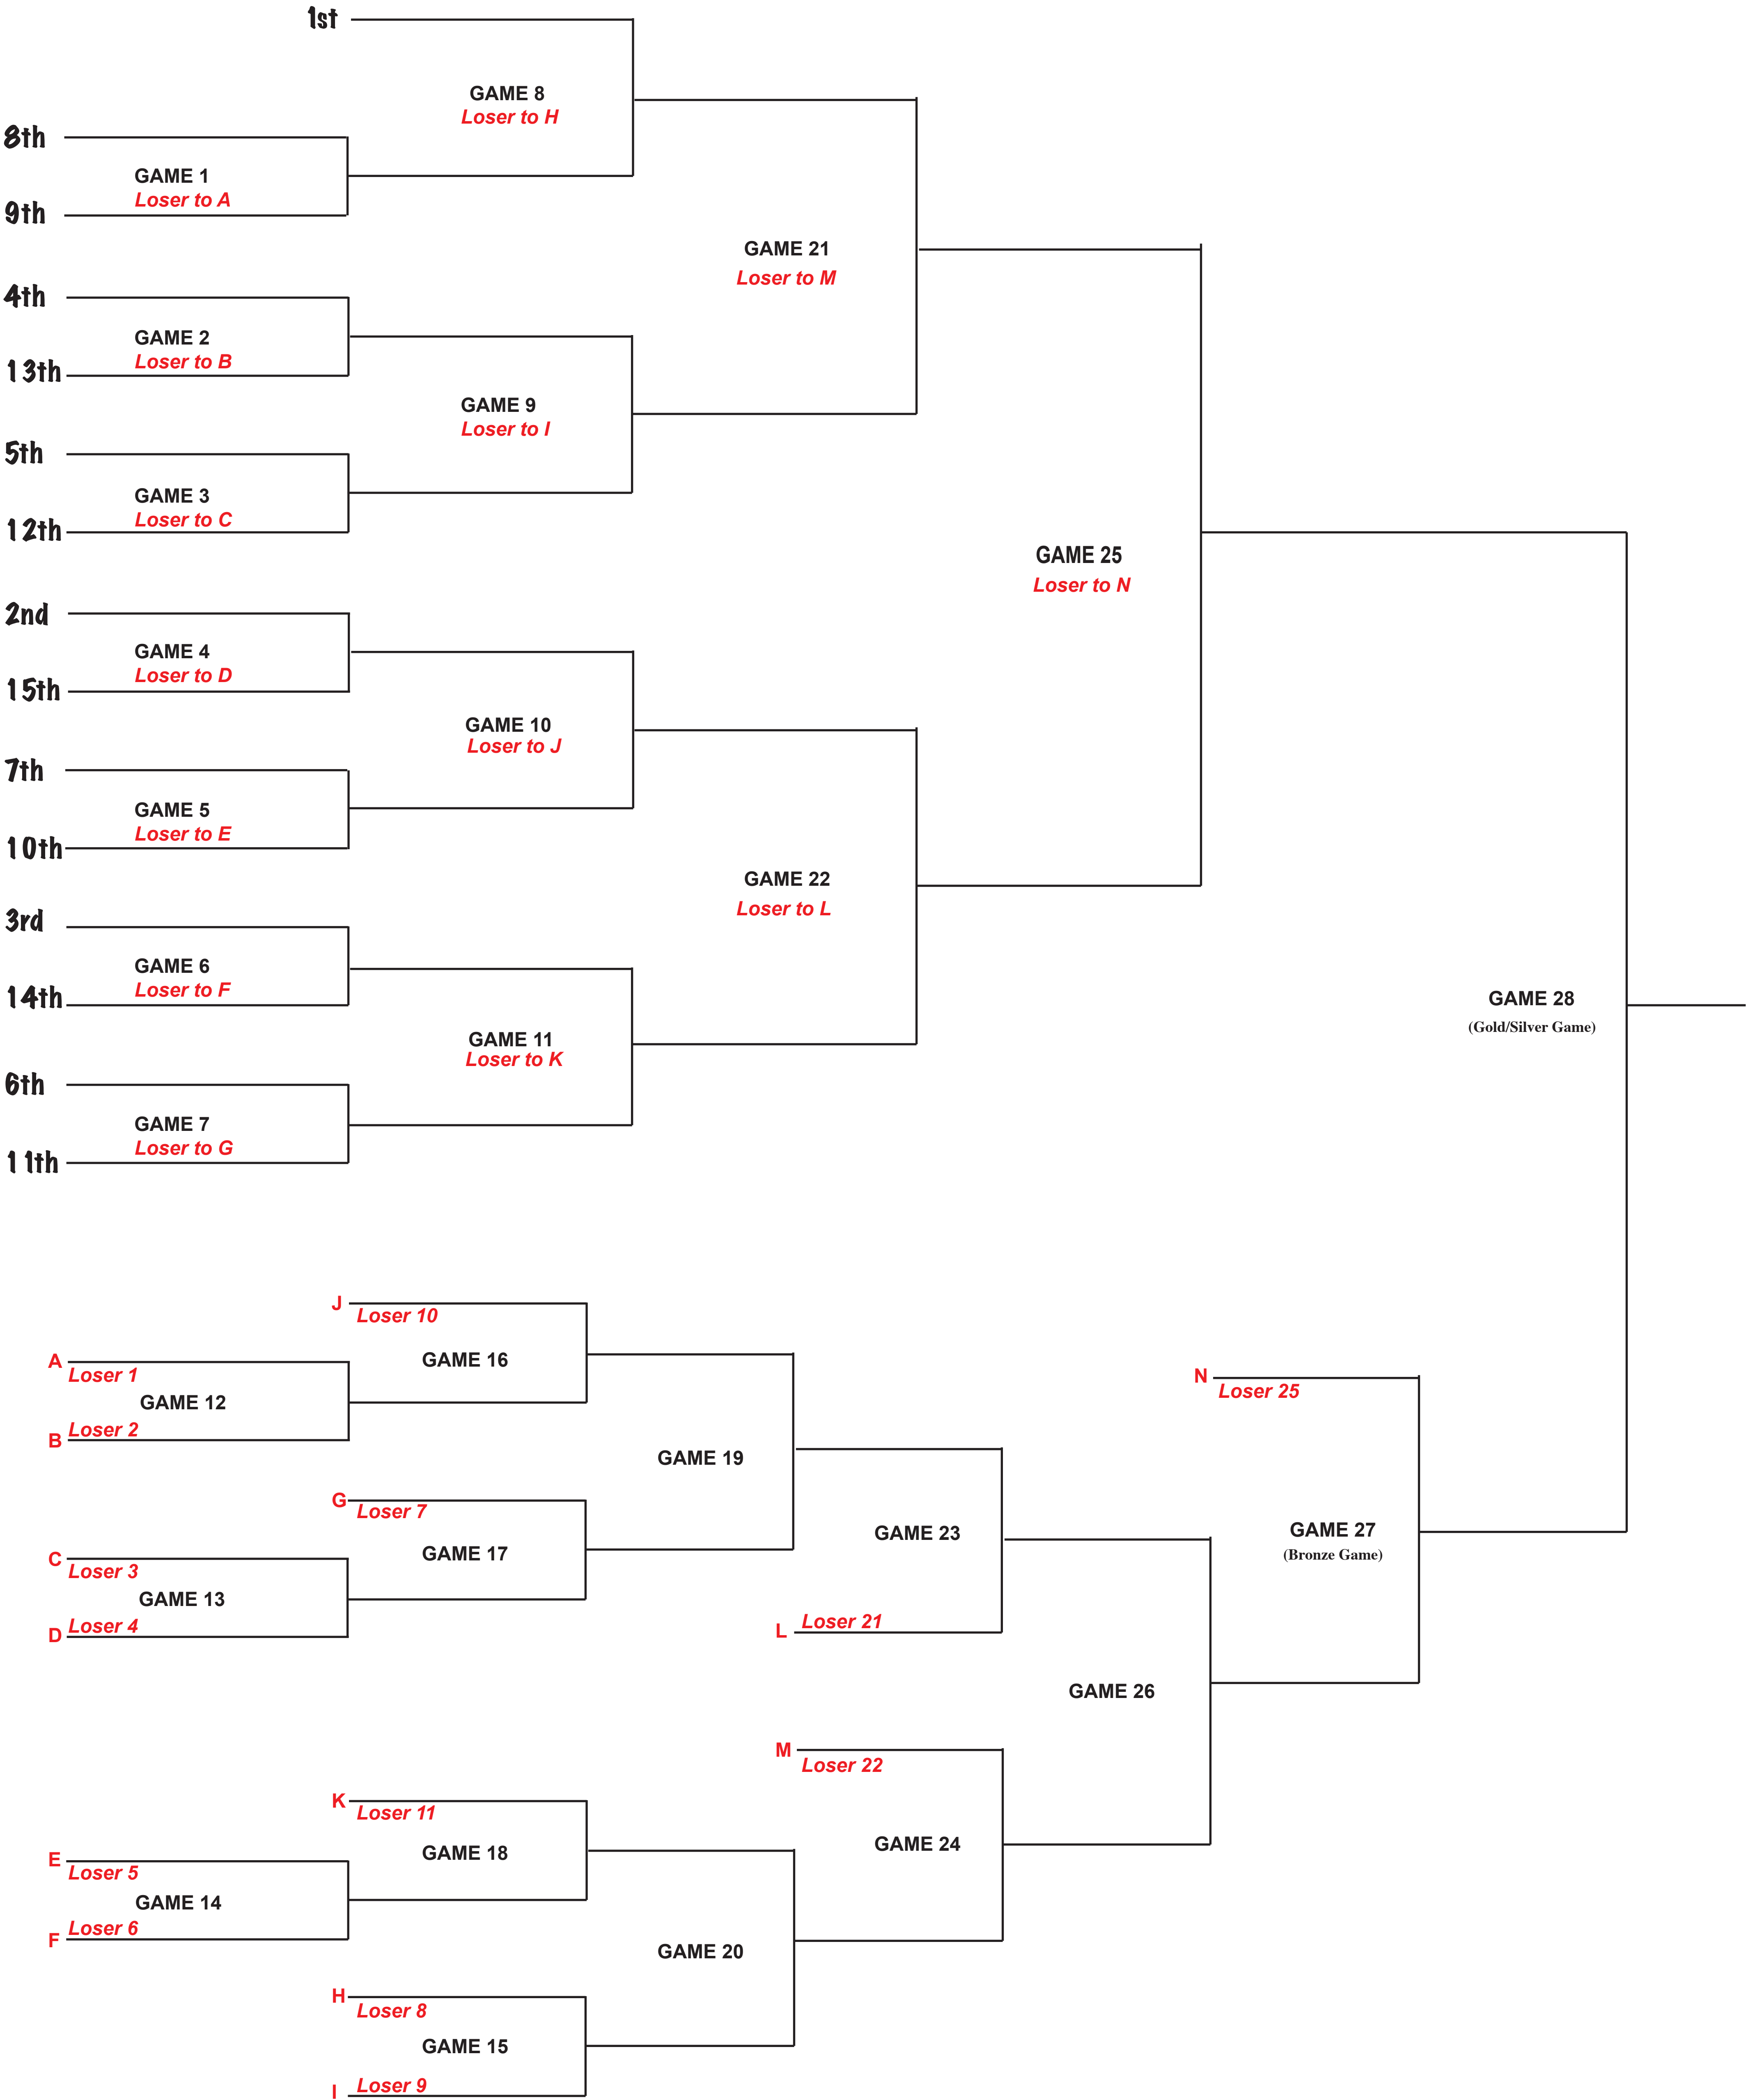 1st
GAME 8
Loser to H
8th
GAME 1
Loser to A
9th
GAME 21
Loser to M
4th
GAME 2
Loser to B
13th
GAME 9
Loser to I
5th
GAME 3
Loser to C
12th
GAME 25
Loser to N
2nd
GAME 4
Loser to D
15th
GAME 10
Loser to J
7th
GAME 5
Loser to E
10th
GAME 22
Loser to L
3rd
GAME 6
Loser to F
14th
GAME 28
(Gold/Silver Game)
GAME 11
Loser to K
6th
GAME 7
Loser to G
11th
J Loser 10
GAME 16
A Loser 1
GAME 12
B Loser 2
N Loser 25
GAME 19
G Loser 7
GAME 17
C Loser 3
GAME 13
D Loser 4
GAME 23
L Loser 21
GAME 27
(Bronze Game)
GAME 26
M Loser 22
K Loser 11
GAME 18
GAME 24
E Loser 5
GAME 14
F Loser 6
GAME 20
H Loser 8
GAME 15
I Loser 9